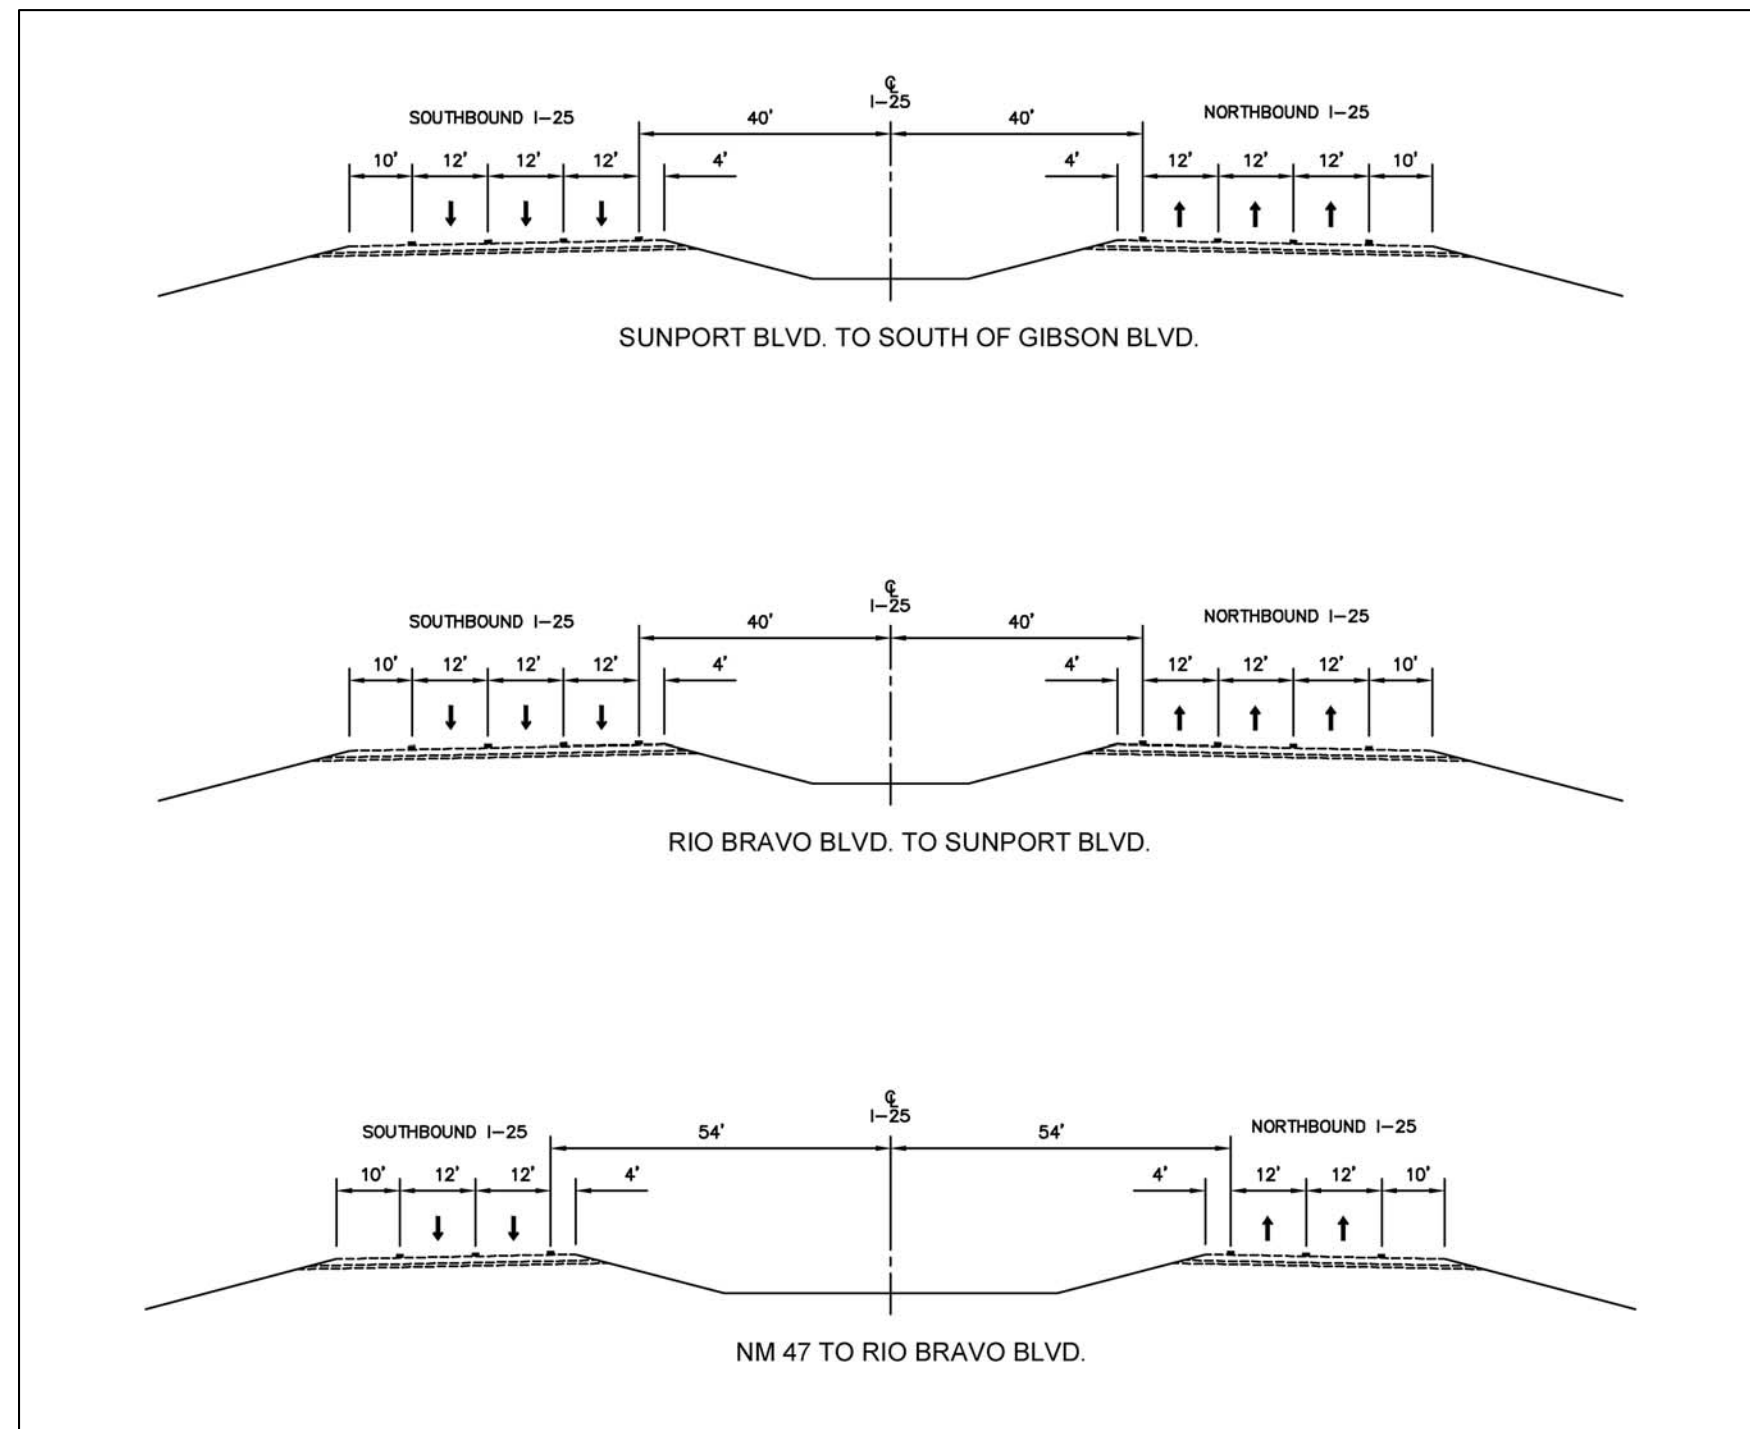 ℄
I-25
SOUTHBOUND I-25 40' 40' NORTHBOUND I-25
10' 12' 12' 12' 4' 4' 12' 12' 12' 10'
SUNPORT BLVD. TO SOUTH OF GIBSON BLVD.
℄
I-25
SOUTHBOUND I-25 40' 40' NORTHBOUND I-25
10' 12' 12' 12' 4' 4' 12' 12' 12' 10'
RIO BRAVO BLVD. TO SUNPORT BLVD.
℄
I-25
SOUTHBOUND I-25 54' 54' NORTHBOUND I-25
10' 12' 12' 4' 4' 12' 12' 10'
NM 47 TO RIO BRAVO BLVD.